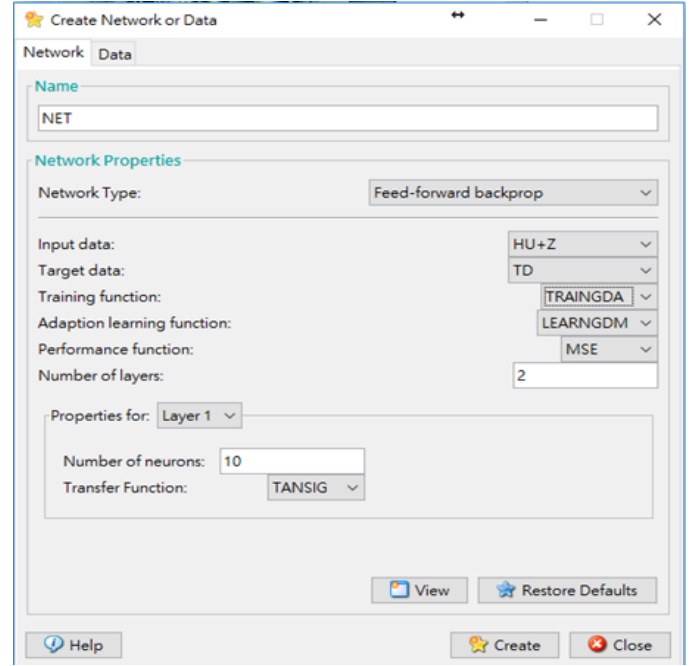 Create Network or Data
Network Data
Name
NET
Network Properties
Network Type: Feed-forward backprop
Input data: HU+Z
Target data: TD
Training function: TRAINGDA
Adaption learning function: LEARNGDM
Performance function: MSE
Number of layers: 2
Properties for: Layer 1
Number of neurons: 10
Transfer Function: TANSIG
View Restore Defaults
Help Create Close